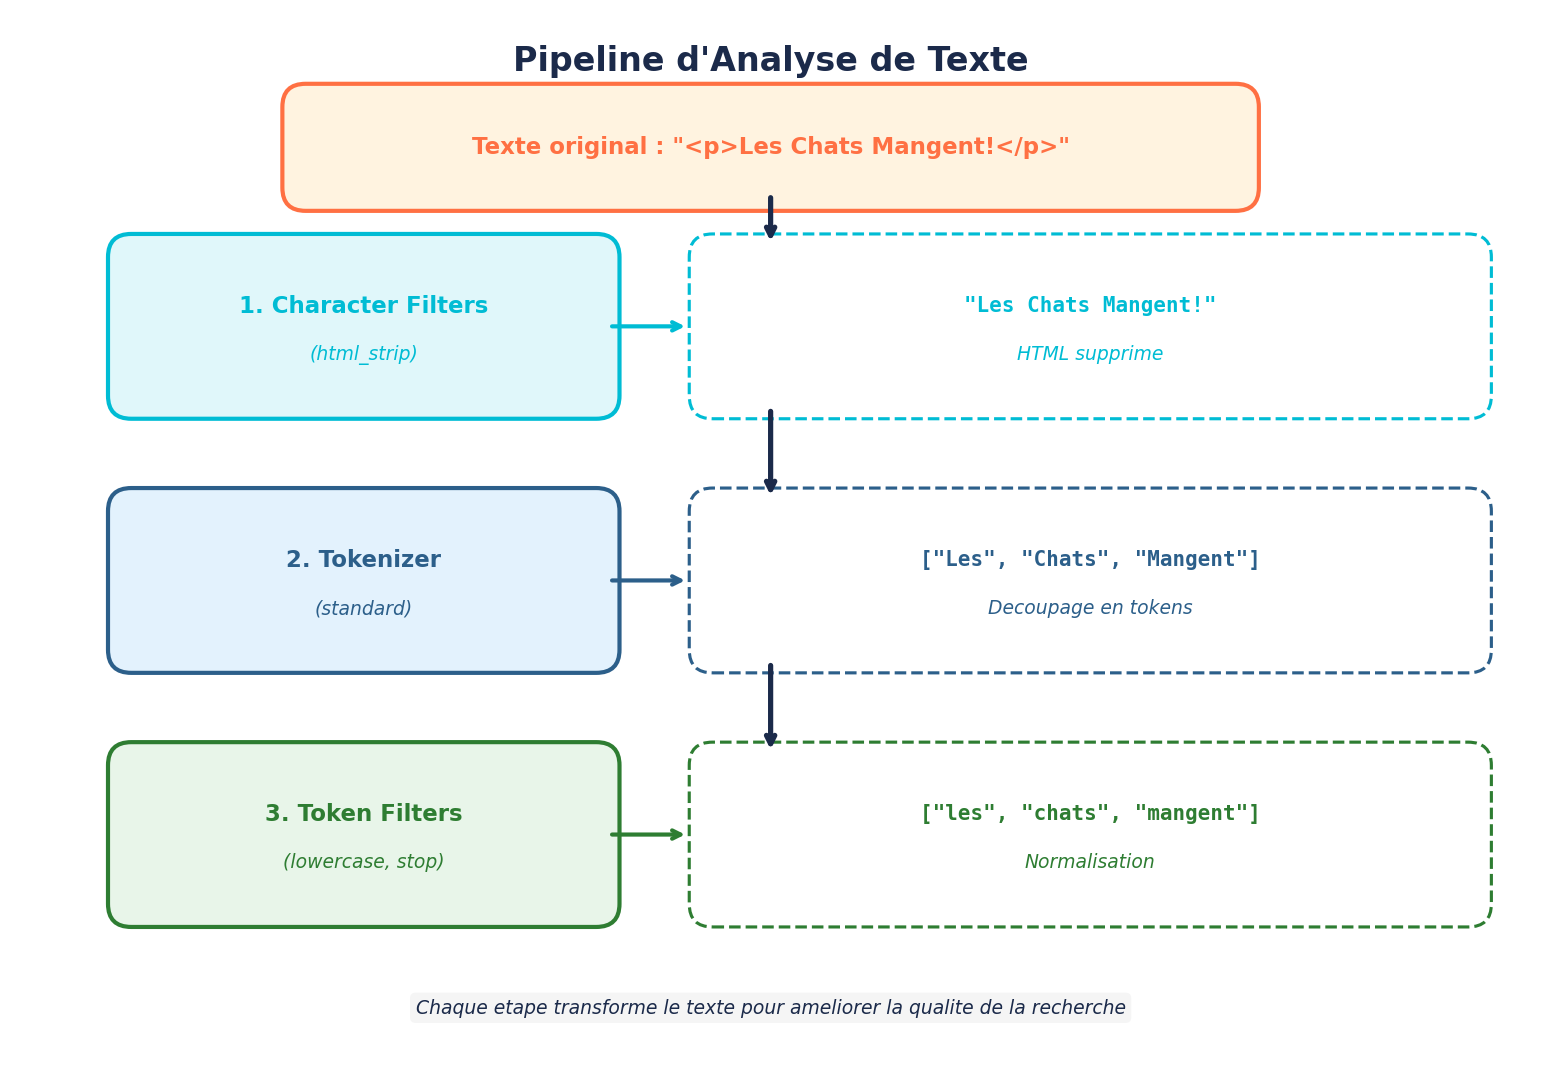 Pipeline d'Analyse de Texte
Texte original : "<p>Les Chats Mangent!</p>"
1. Character Filters
(html_strip)
"Les Chats Mangent!"
HTML supprime
2. Tokenizer
(standard)
["Les", "Chats", "Mangent"]
Decoupage en tokens
3. Token Filters
(lowercase, stop)
["les", "chats", "mangent"]
Normalisation
Chaque etape transforme le texte pour ameliorer la qualite de la recherche